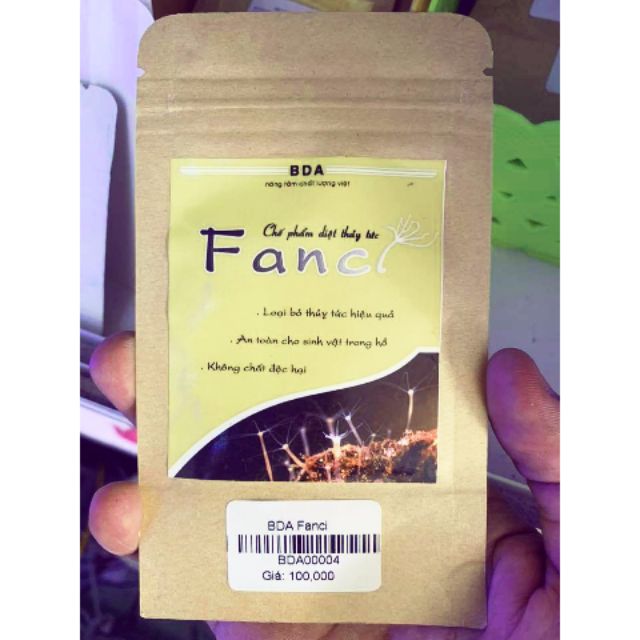 BDA
nâng tầm chất lượng việt
Chế phẩm diệt thủy tức
Fanci
. Loại bỏ thủy tức hiệu quả
. An toàn cho sinh vật trong hồ
. Không chất độc hại
BDA Fanci
BDA00004
Giá: 100,000